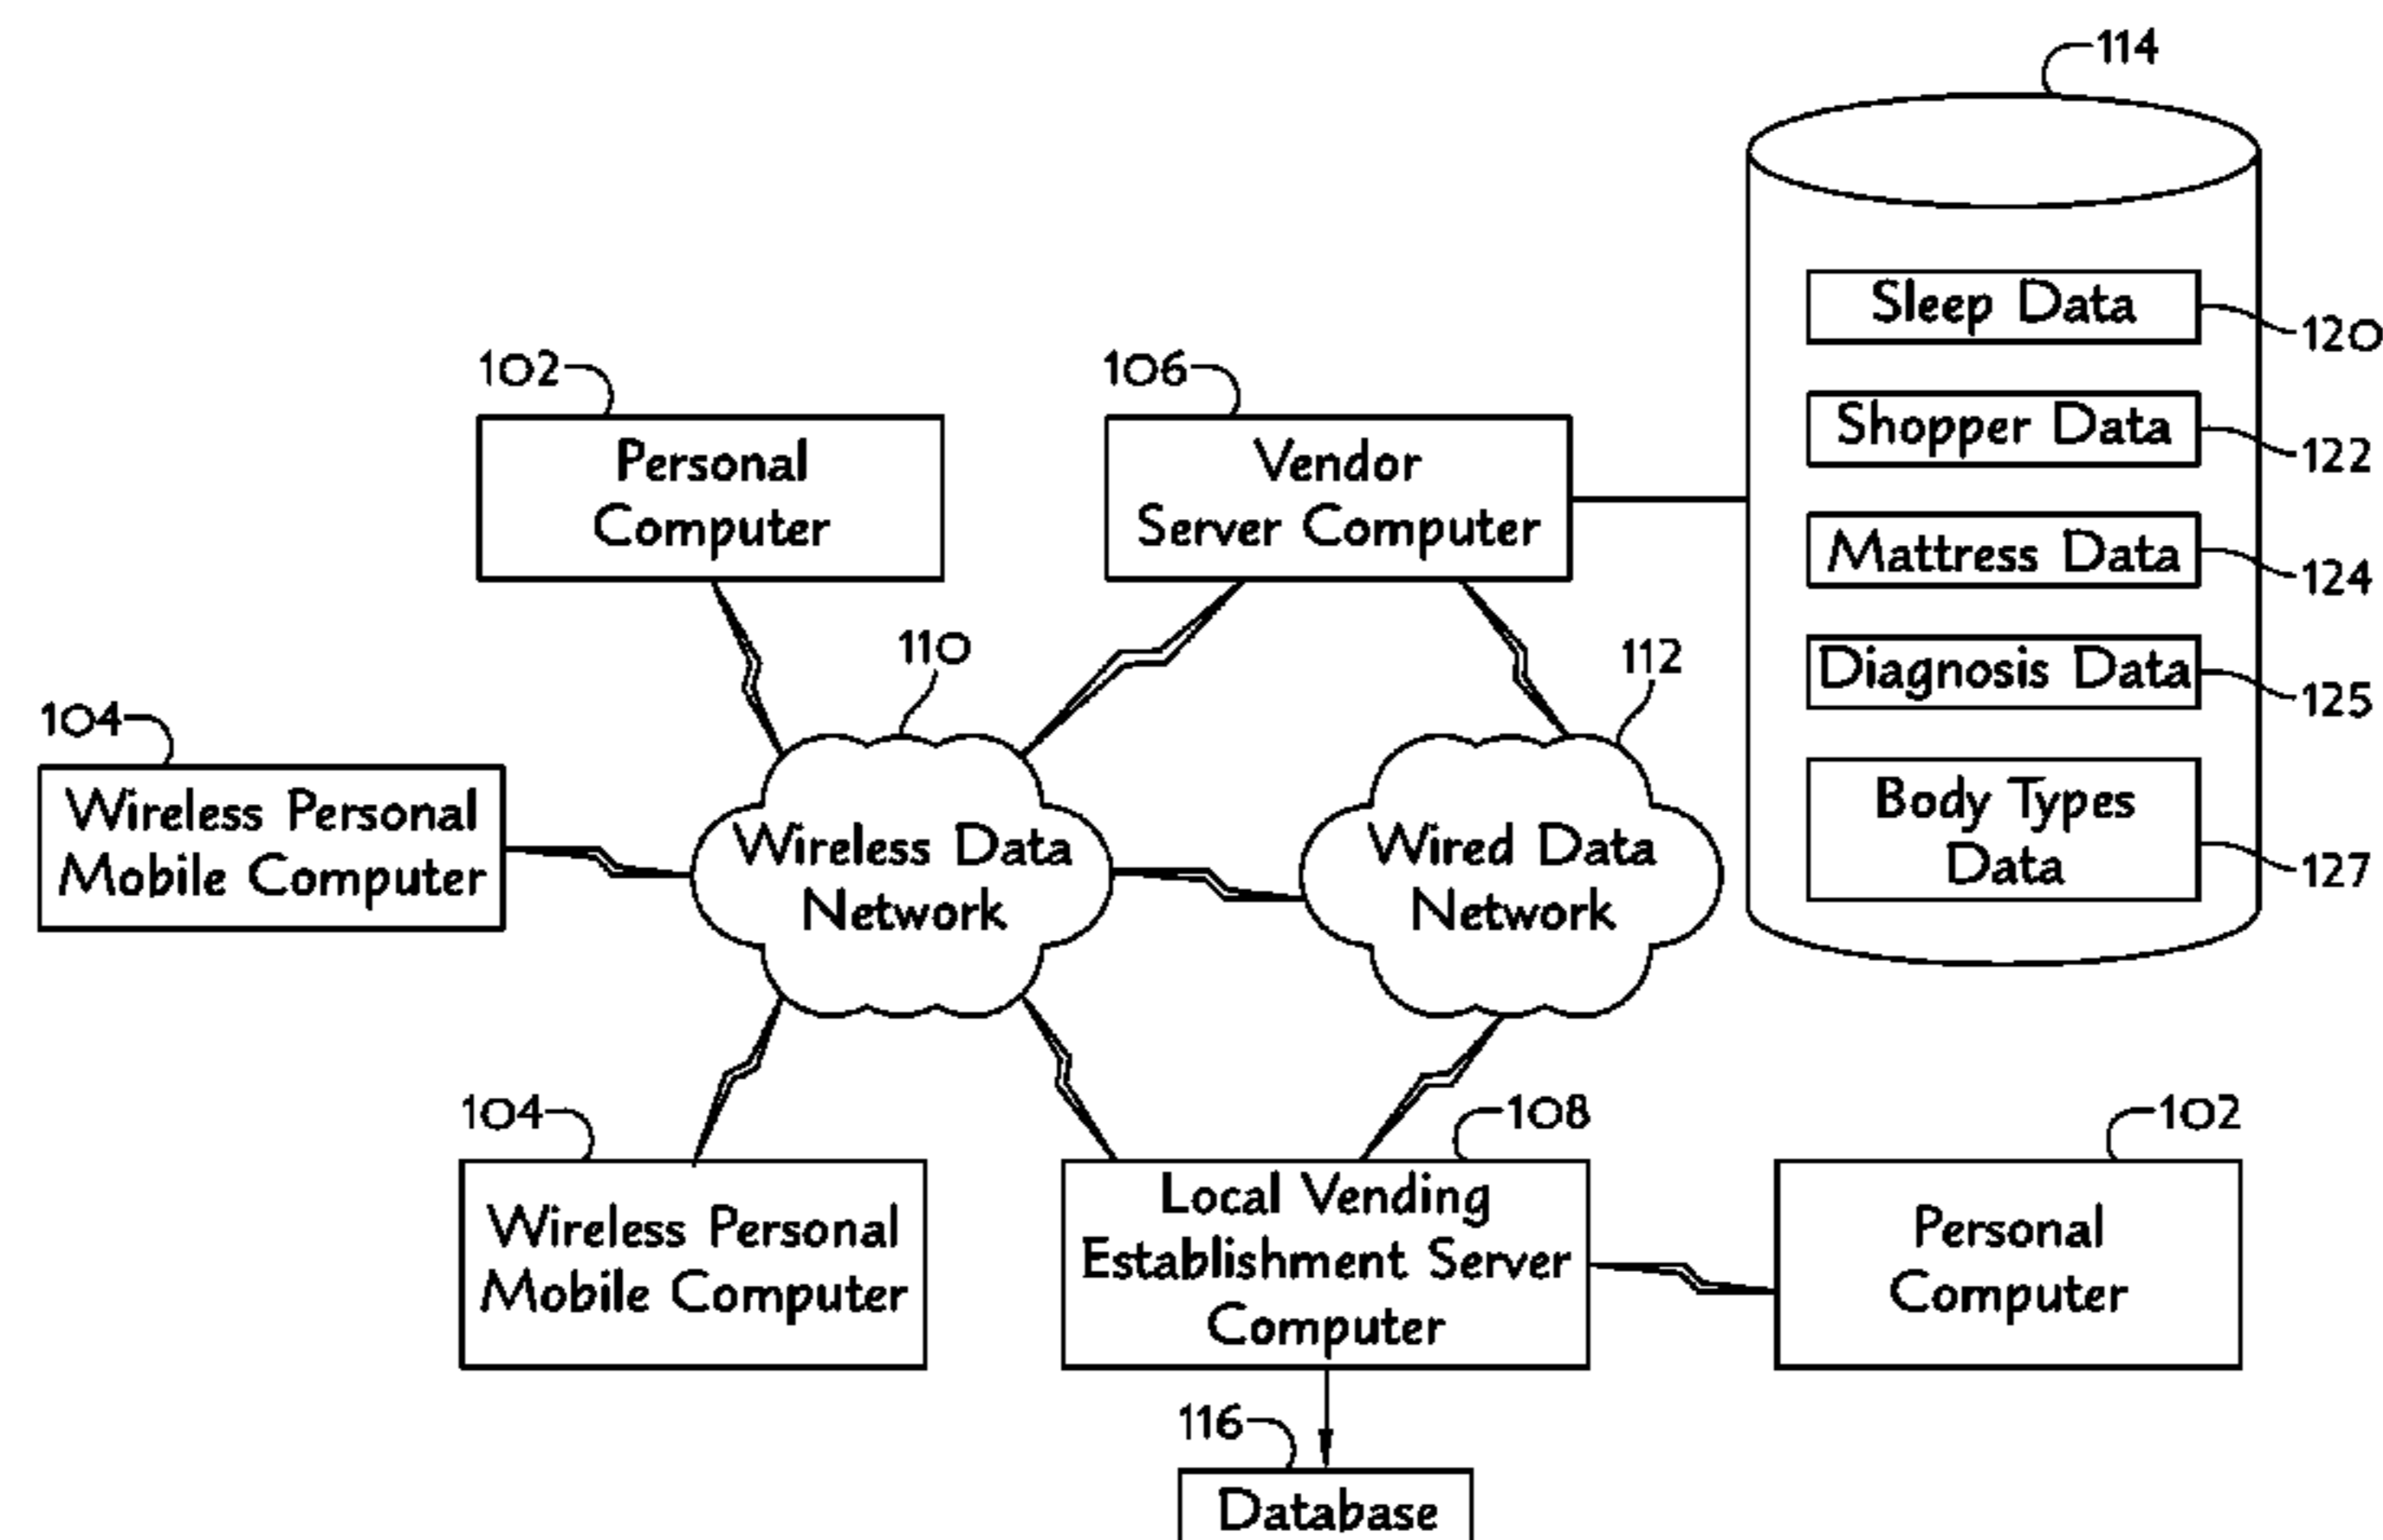 114
Sleep Data
120
102
106
Personal
Computer
Vendor
Server Computer
Shopper Data
122
Mattress Data
124
110
112
Diagnosis Data
125
104
Wireless Personal
Mobile Computer
Wireless Data
Network
Wired Data
Network
Body Types
Data
127
104
108
102
Wireless Personal
Mobile Computer
Local Vending
Establishment Server
Computer
Personal
Computer
116
Database